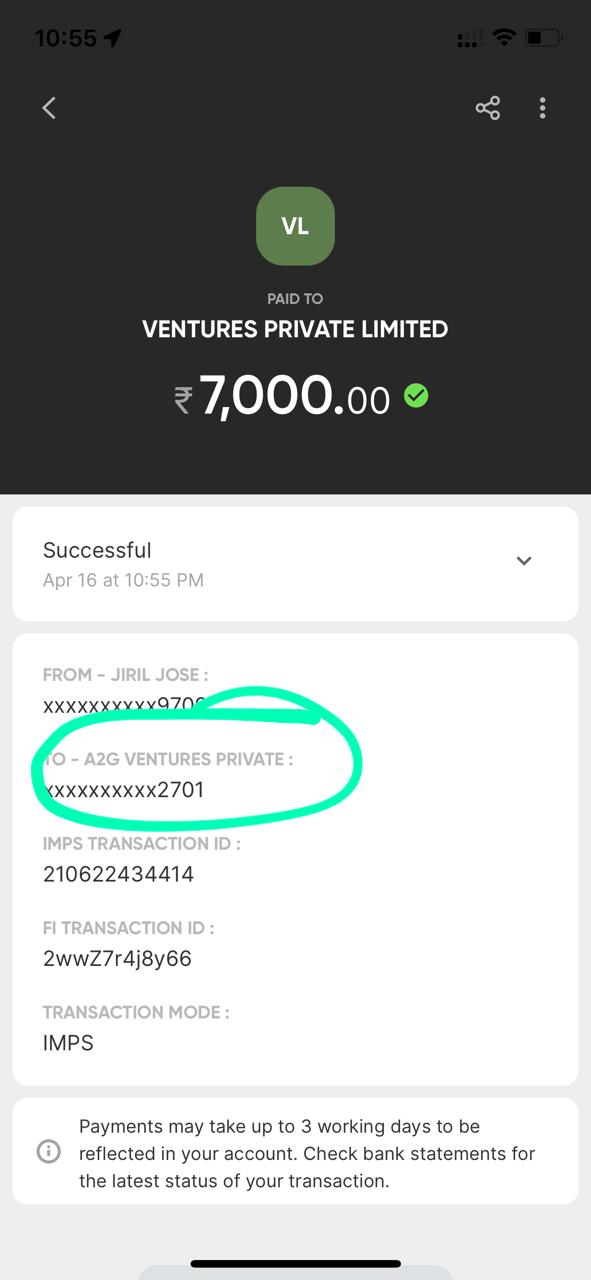 10:55
VL
PAID TO
VENTURES PRIVATE LIMITED
₹7,000.00
Successful
Apr 16 at 10:55 PM
FROM - JIRIL JOSE :
TO - A2G VENTURES PRIVATE :
xxxxxxxxxx2701
IMPS TRANSACTION ID :
210622434414
FI TRANSACTION ID :
2wwZ7r4j8y66
TRANSACTION MODE :
IMPS
Payments may take up to 3 working days to be
reflected in your account. Check bank statements for
the latest status of your transaction.